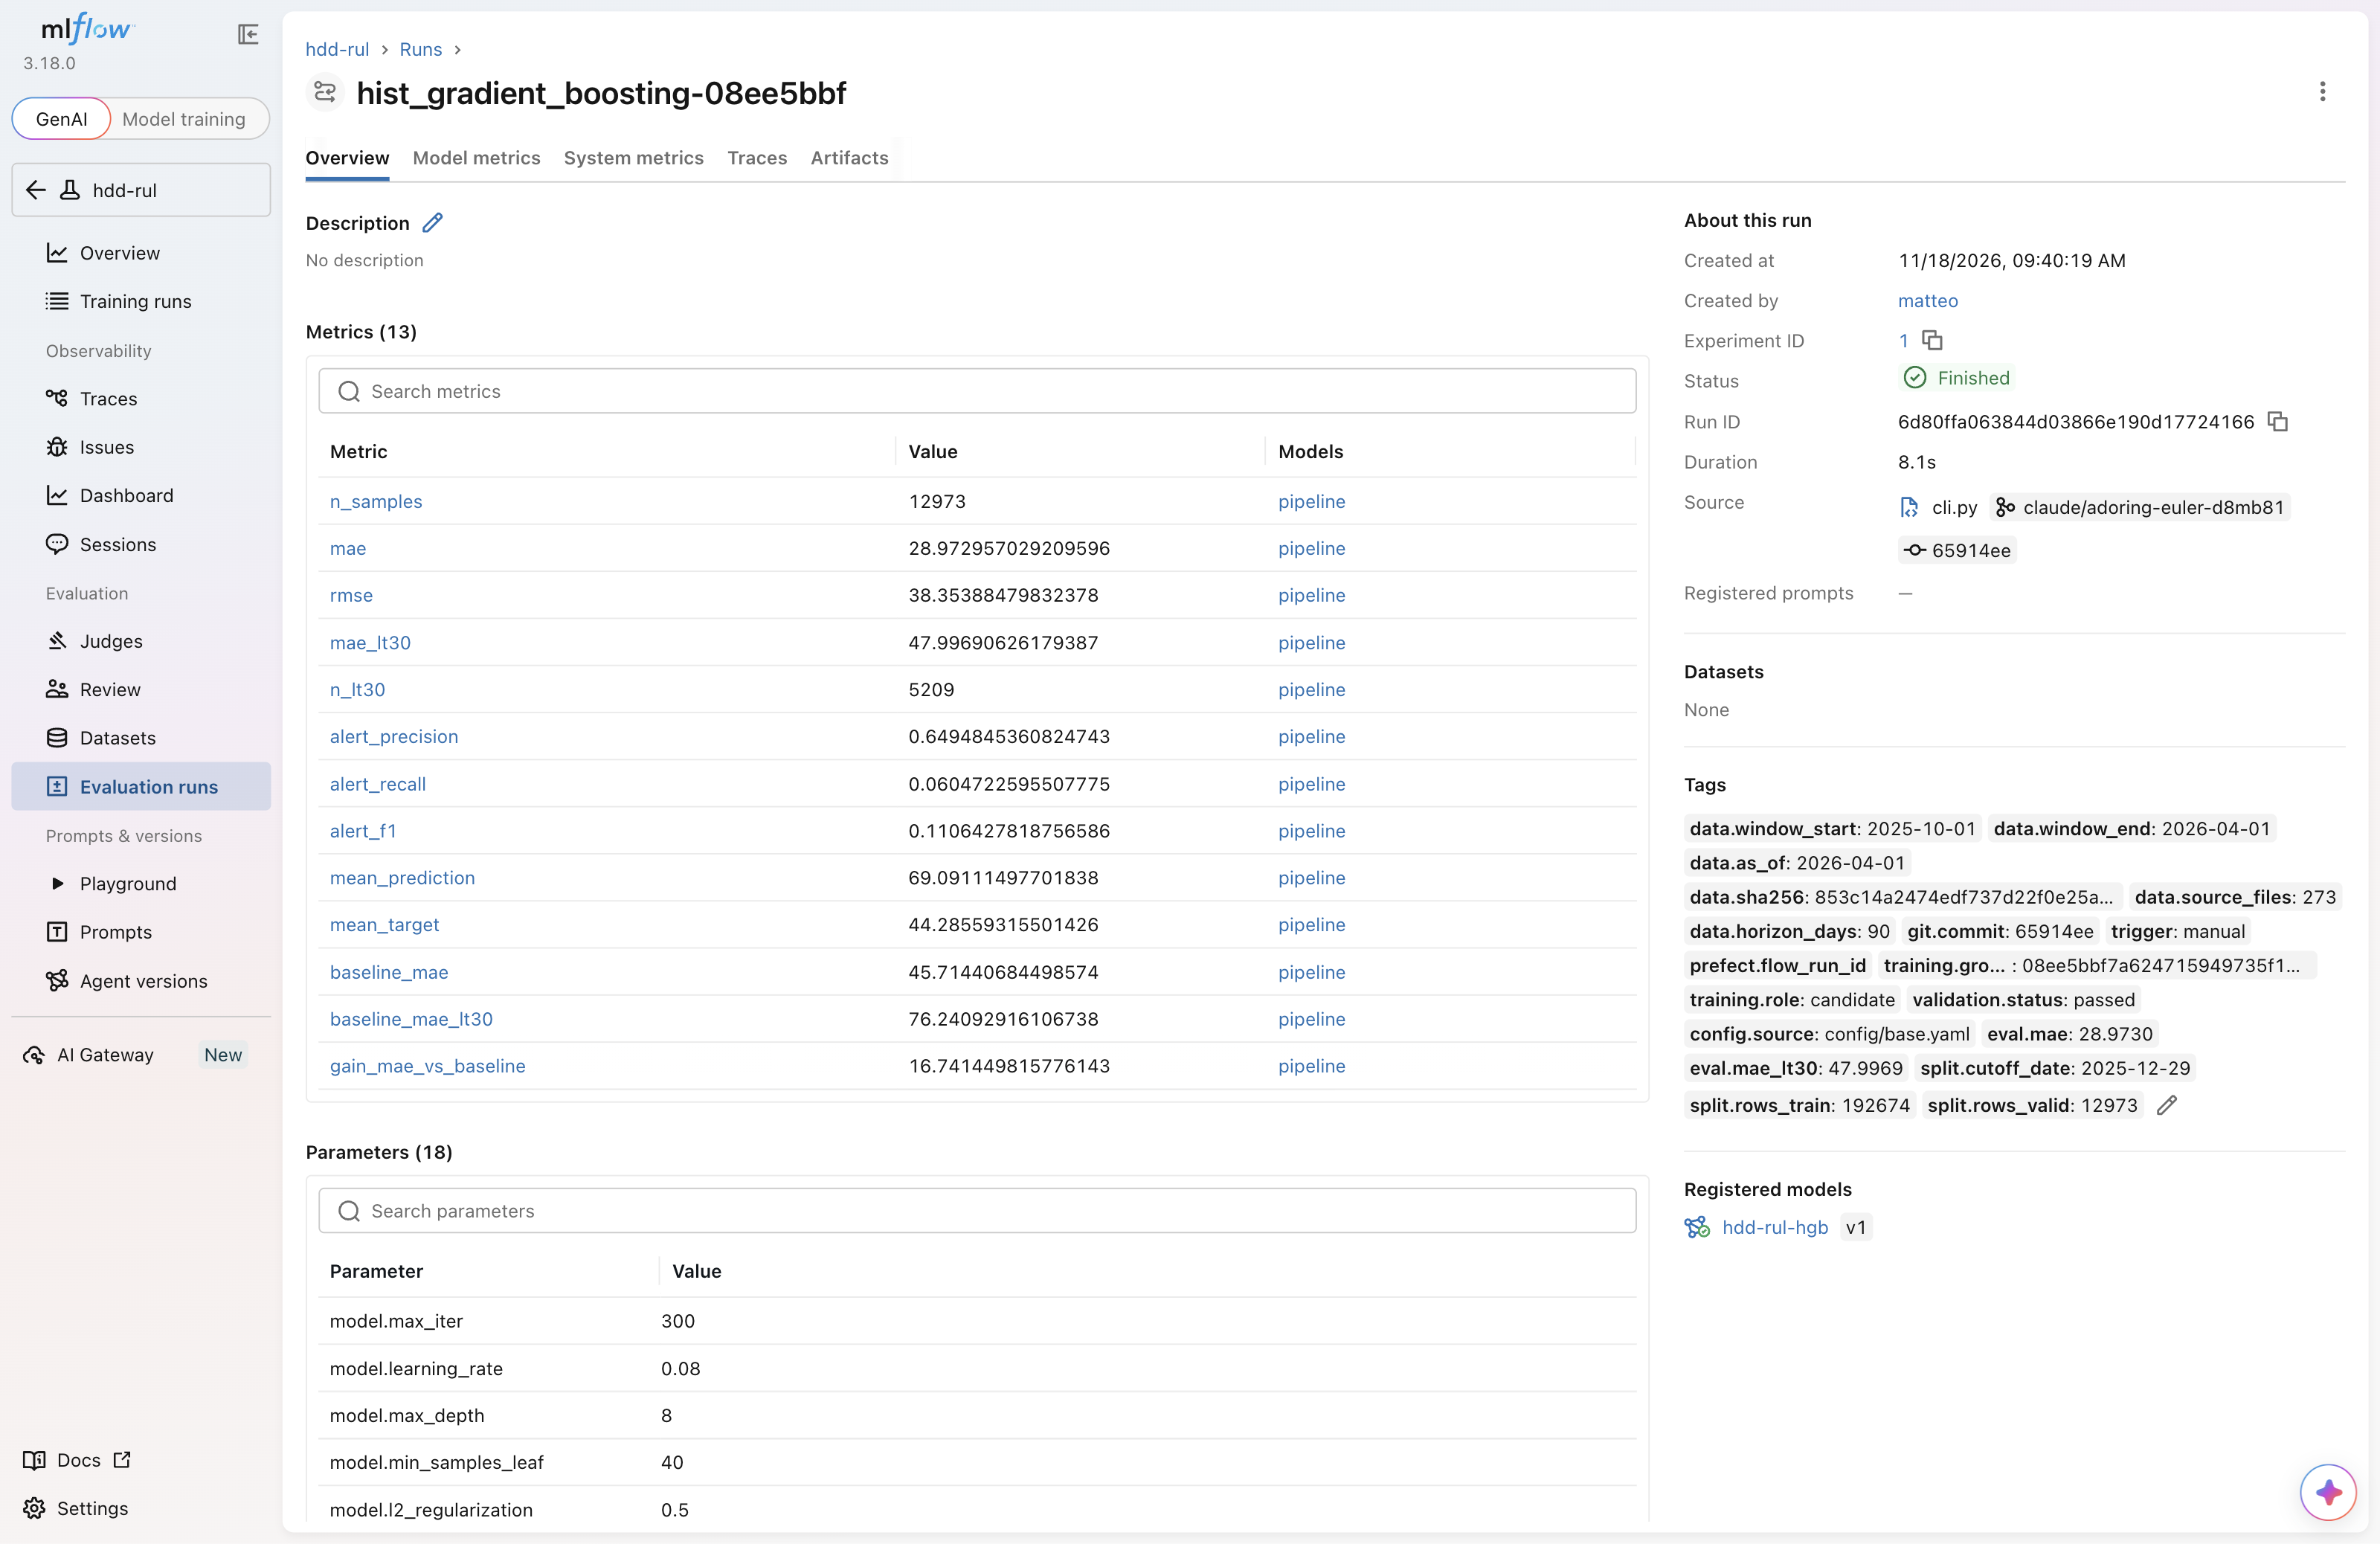 mlflow
3.18.0
GenAI
Model training
hdd-rul
Overview
Training runs
Observability
Traces
Issues
Dashboard
Sessions
Evaluation
Judges
Review
Datasets
Evaluation runs
Prompts & versions
Playground
Prompts
Agent versions
AI Gateway New
Docs
Settings
hdd-rul > Runs >
hist_gradient_boosting-08ee5bbf
Overview Model metrics System metrics Traces Artifacts
Description
No description
Metrics (13)
Search metrics
Metric Value Models
n_samples 12973 pipeline
mae 28.972957029209596 pipeline
rmse 38.35388479832378 pipeline
mae_lt30 47.99690626179387 pipeline
n_lt30 5209 pipeline
alert_precision 0.6494845360824743 pipeline
alert_recall 0.0604722595507775 pipeline
alert_f1 0.1106427818756586 pipeline
mean_prediction 69.09111497701838 pipeline
mean_target 44.28559315501426 pipeline
baseline_mae 45.71440684498574 pipeline
baseline_mae_lt30 76.24092916106738 pipeline
gain_mae_vs_baseline 16.741449815776143 pipeline
Parameters (18)
Search parameters
Parameter Value
model.max_iter 300
model.learning_rate 0.08
model.max_depth 8
model.min_samples_leaf 40
model.l2_regularization 0.5
About this run
Created at 11/18/2026, 09:40:19 AM
Created by matteo
Experiment ID 1
Status Finished
Run ID 6d80ffa063844d03866e190d17724166
Duration 8.1s
Source cli.py claude/adoring-euler-d8mb81
65914ee
Registered prompts —
Datasets
None
Tags
data.window_start: 2025-10-01 data.window_end: 2026-04-01
data.as_of: 2026-04-01
data.sha256: 853c14a2474edf737d22f0e25a... data.source_files: 273
data.horizon_days: 90 git.commit: 65914ee trigger: manual
prefect.flow_run_id training.gro... : 08ee5bbf7a624715949735f1...
training.role: candidate validation.status: passed
config.source: config/base.yaml eval.mae: 28.9730
eval.mae_lt30: 47.9969 split.cutoff_date: 2025-12-29
split.rows_train: 192674 split.rows_valid: 12973
Registered models
hdd-rul-hgb v1